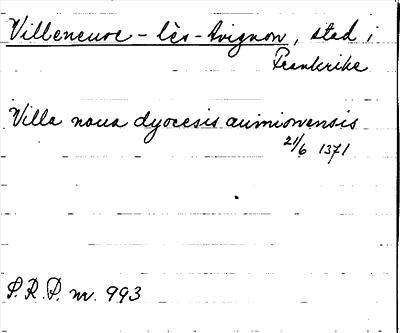 Villeneuve-lès-Avignon, stad i
Frankrike
Villa noua dyocesis auinionensis
21/6 1371
P.R.P. nr. 993